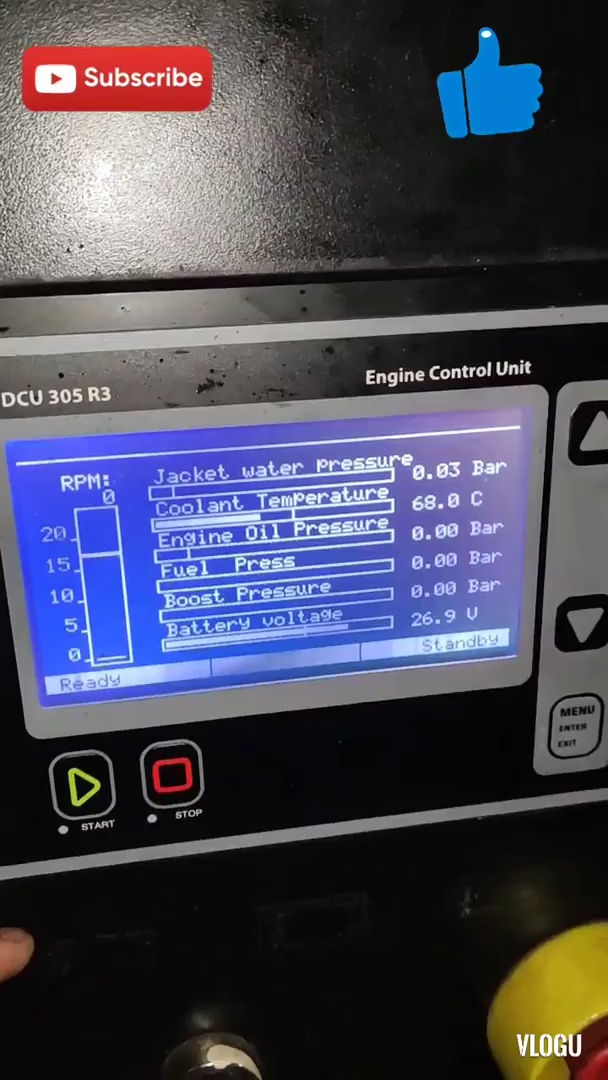 Subscribe
DCU 305 R3
Engine Control Unit
RPM:
0
20
15
10
5
0
Jacket water pressure
0.03 Bar
Coolant Temperature
68.0 C
Engine Oil Pressure
0.00 Bar
Fuel Press
0.00 Bar
Boost Pressure
0.00 Bar
Battery voltage
26.9 V
Ready
Standby
MENU
ENTER
EXIT
START
STOP
VLOGU